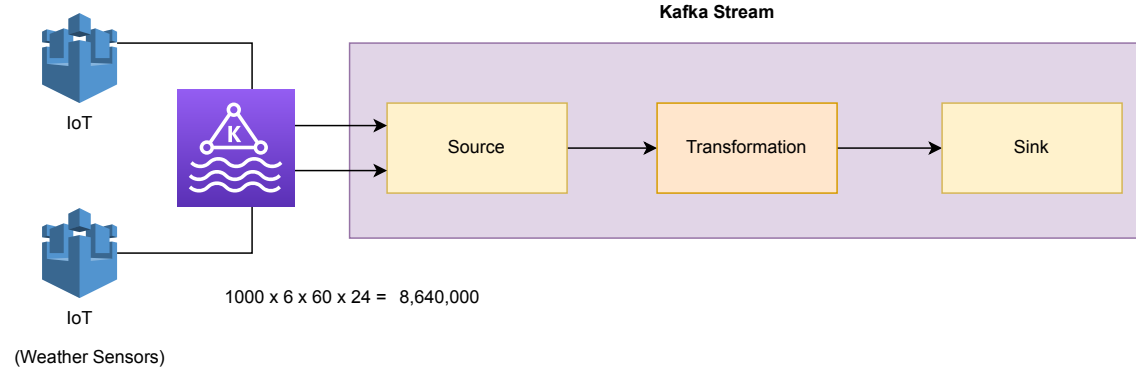 Kafka Stream
IoT
K
Source
Transformation
Sink
IoT
1000 x 6 x 60 x 24 = 8,640,000
(Weather Sensors)